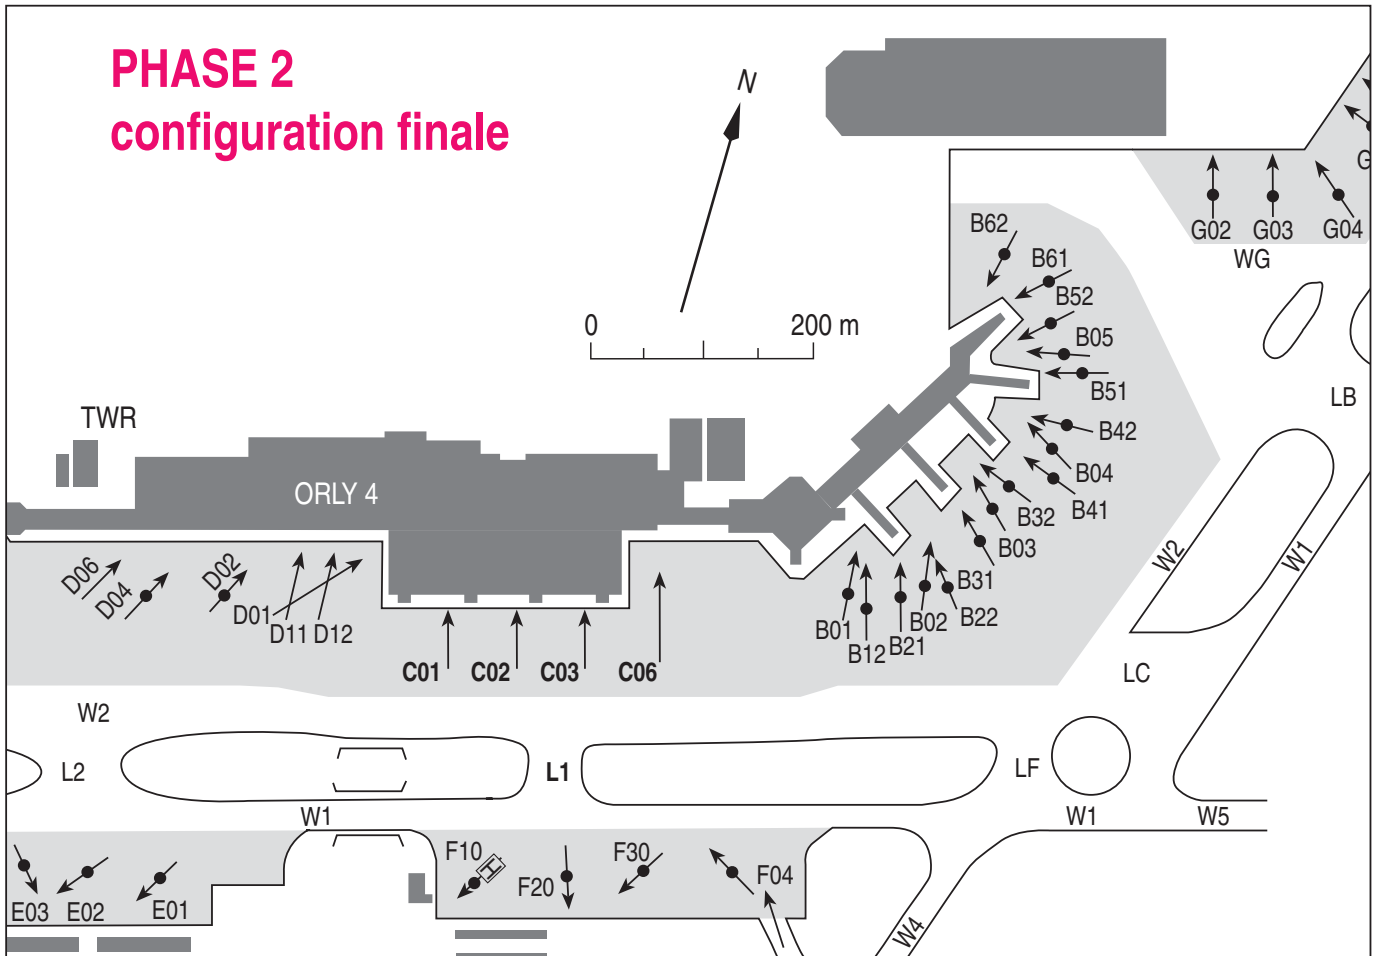 PHASE 2
configuration finale
N
0 200 m
TWR
ORLY 4
G
G02 G03 G04
WG
B62
B61
B52
B05
B51
B42
B04
B41
B32
B03
B31
B22
B02
B21
B12
B01
LB
W2
W1
D06
D04
D02
D01
D11 D12
C01 C02 C03 C06
LC
W2
L2
L1
LF
W1
W1
W5
F10
F20
F30
F04
E03 E02 E01
W4